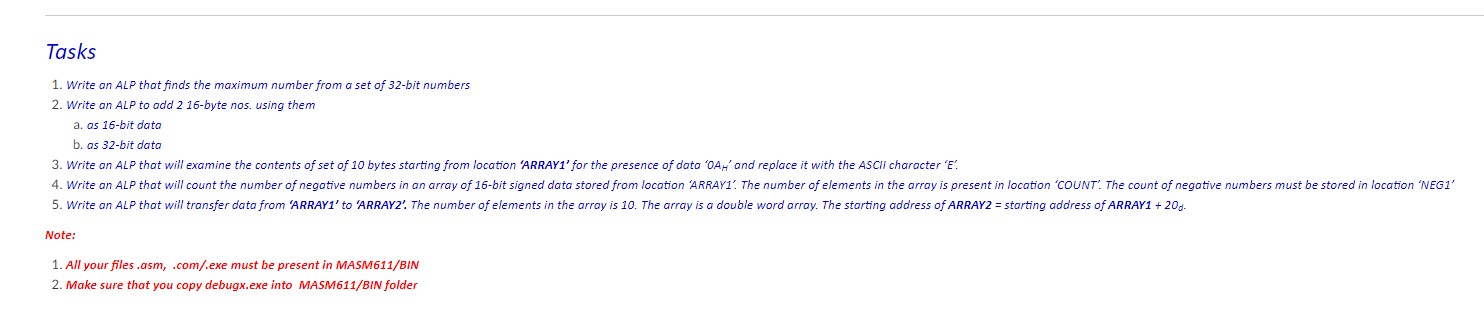 Tasks
1. Write an ALP that finds the maximum number from a set of 32-bit numbers
2. Write an ALP to add 2 16-byte nos. using them
a. as 16-bit data
b. as 32-bit data
3. Write an ALP that will examine the contents of set of 10 bytes starting from location ‘ARRAY1’ for the presence of data ‘0AH’ and replace it with the ASCII character ‘E’.
4. Write an ALP that will count the number of negative numbers in an array of 16-bit signed data stored from location ‘ARRAY1’. The number of elements in the array is present in location ‘COUNT’. The count of negative numbers must be stored in location ‘NEG1’
5. Write an ALP that will transfer data from ‘ARRAY1’ to ‘ARRAY2’. The number of elements in the array is 10. The array is a double word array. The starting address of ARRAY2 = starting address of ARRAY1 + 20d.
Note:
1. All your files .asm,  .com/.exe must be present in MASM611/BIN
2. Make sure that you copy debugx.exe into  MASM611/BIN folder